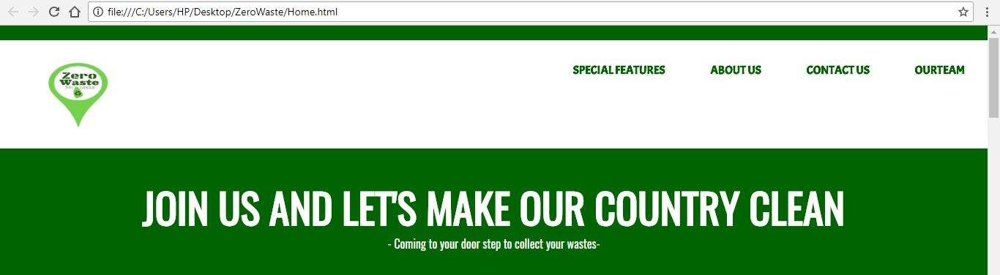 file:///C:/Users/HP/Desktop/ZeroWaste/Home.html
Zero
Waste
SPECIAL FEATURES ABOUT US CONTACT US OURTEAM
JOIN US AND LET'S MAKE OUR COUNTRY CLEAN
- Coming to your door step to collect your wastes-